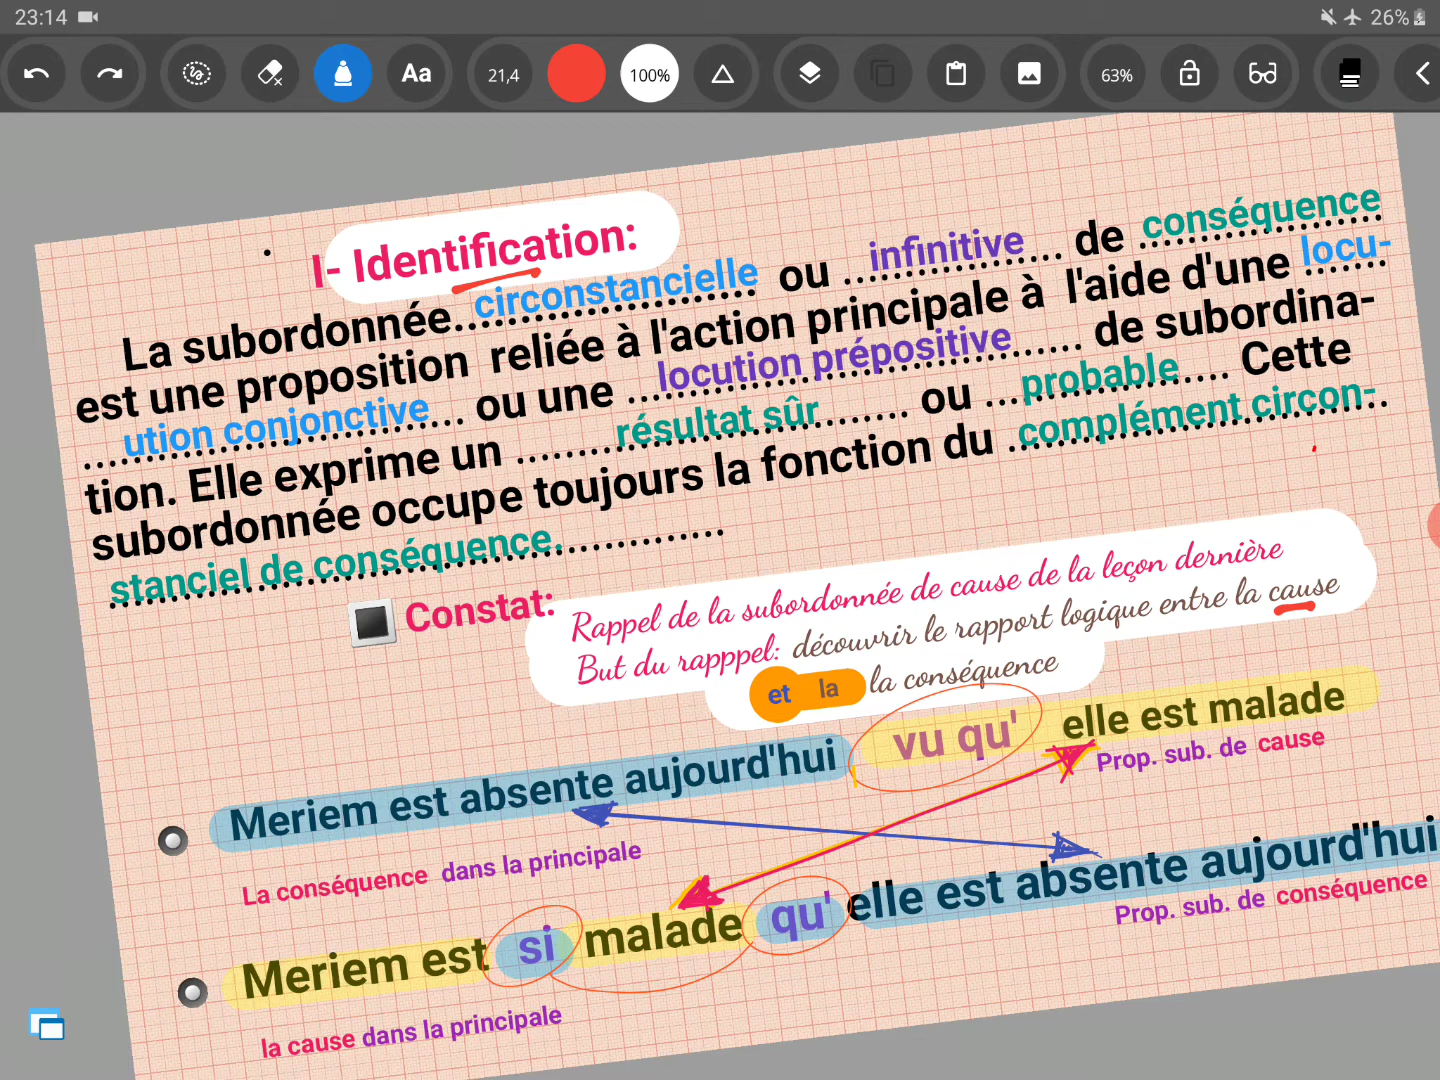 23:14
26%
Aa
21,4
100%
63%
I- Identification:
La subordonnée circonstancielle ou infinitive de conséquence
est une proposition reliée à l'action principale à l'aide d'une locu-
ution conjonctive ou une locution prépositive de subordina-
tion. Elle exprime un résultat sûr ou probable Cette
subordonnée occupe toujours la fonction du complément circon-
stanciel de conséquence.
Constat:
Rappel de la subordonnée de cause de la leçon dernière
But du rapppel: découvrir le rapport logique entre la cause
et la la conséquence
Meriem est absente aujourd'hui vu qu' elle est malade
Prop. sub. de cause
La conséquence dans la principale
Meriem est si malade qu' elle est absente aujourd'hui
Prop. sub. de conséquence
la cause dans la principale